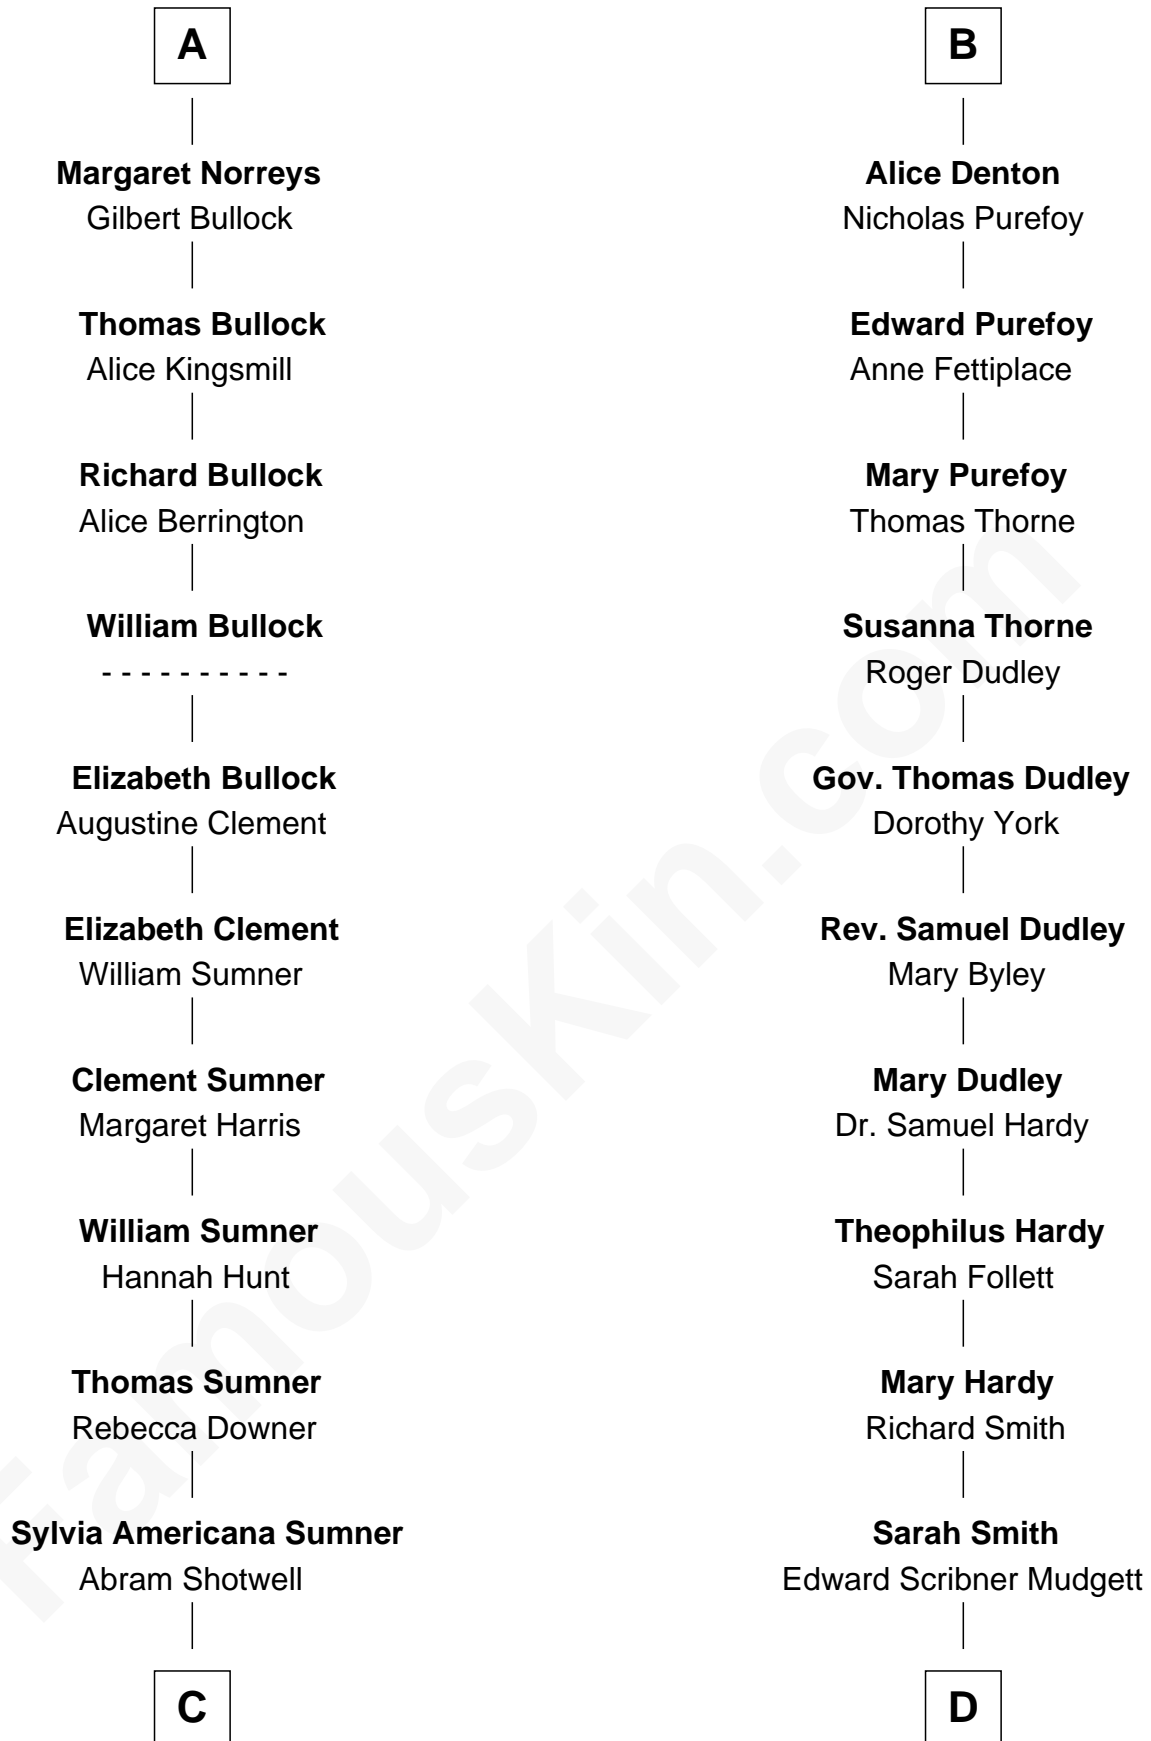 A
Margaret Norreys
Gilbert Bullock
Thomas Bullock
Alice Kingsmill
Richard Bullock
Alice Berrington
William Bullock
- - - - - - - - - -
Elizabeth Bullock
Augustine Clement
Elizabeth Clement
William Sumner
Clement Sumner
Margaret Harris
William Sumner
Hannah Hunt
Thomas Sumner
Rebecca Downer
Sylvia Americana Sumner
Abram Shotwell
C
B
Alice Denton
Nicholas Purefoy
Edward Purefoy
Anne Fettiplace
Mary Purefoy
Thomas Thorne
Susanna Thorne
Roger Dudley
Gov. Thomas Dudley
Dorothy York
Rev. Samuel Dudley
Mary Byley
Mary Dudley
Dr. Samuel Hardy
Theophilus Hardy
Sarah Follett
Mary Hardy
Richard Smith
Sarah Smith
Edward Scribner Mudgett
D
FamousKin.com